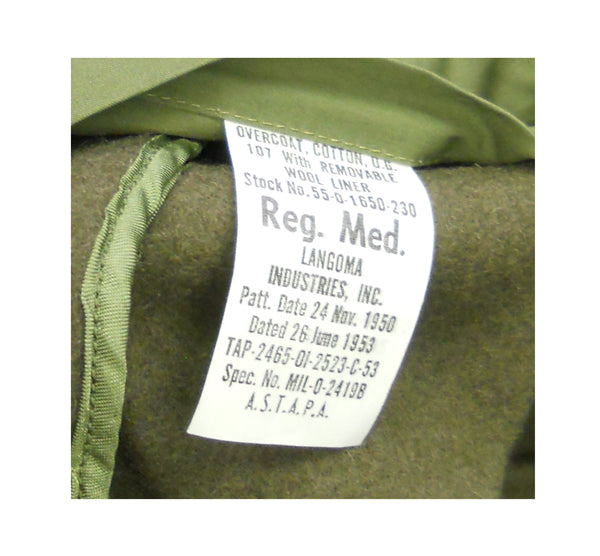 OVERCOAT, COTTON, O.G.
107 With REMOVABLE
WOOL LINER
Stock No. 55-0-1650-230
Reg. Med.
LANGOMA
INDUSTRIES, INC.
Patt. Date 24 Nov. 1950
Dated 26 June 1953
TAP-2465-OI-2523-C-53
Spec. No. MIL-O-2419B
A.S.T.A.P.A.